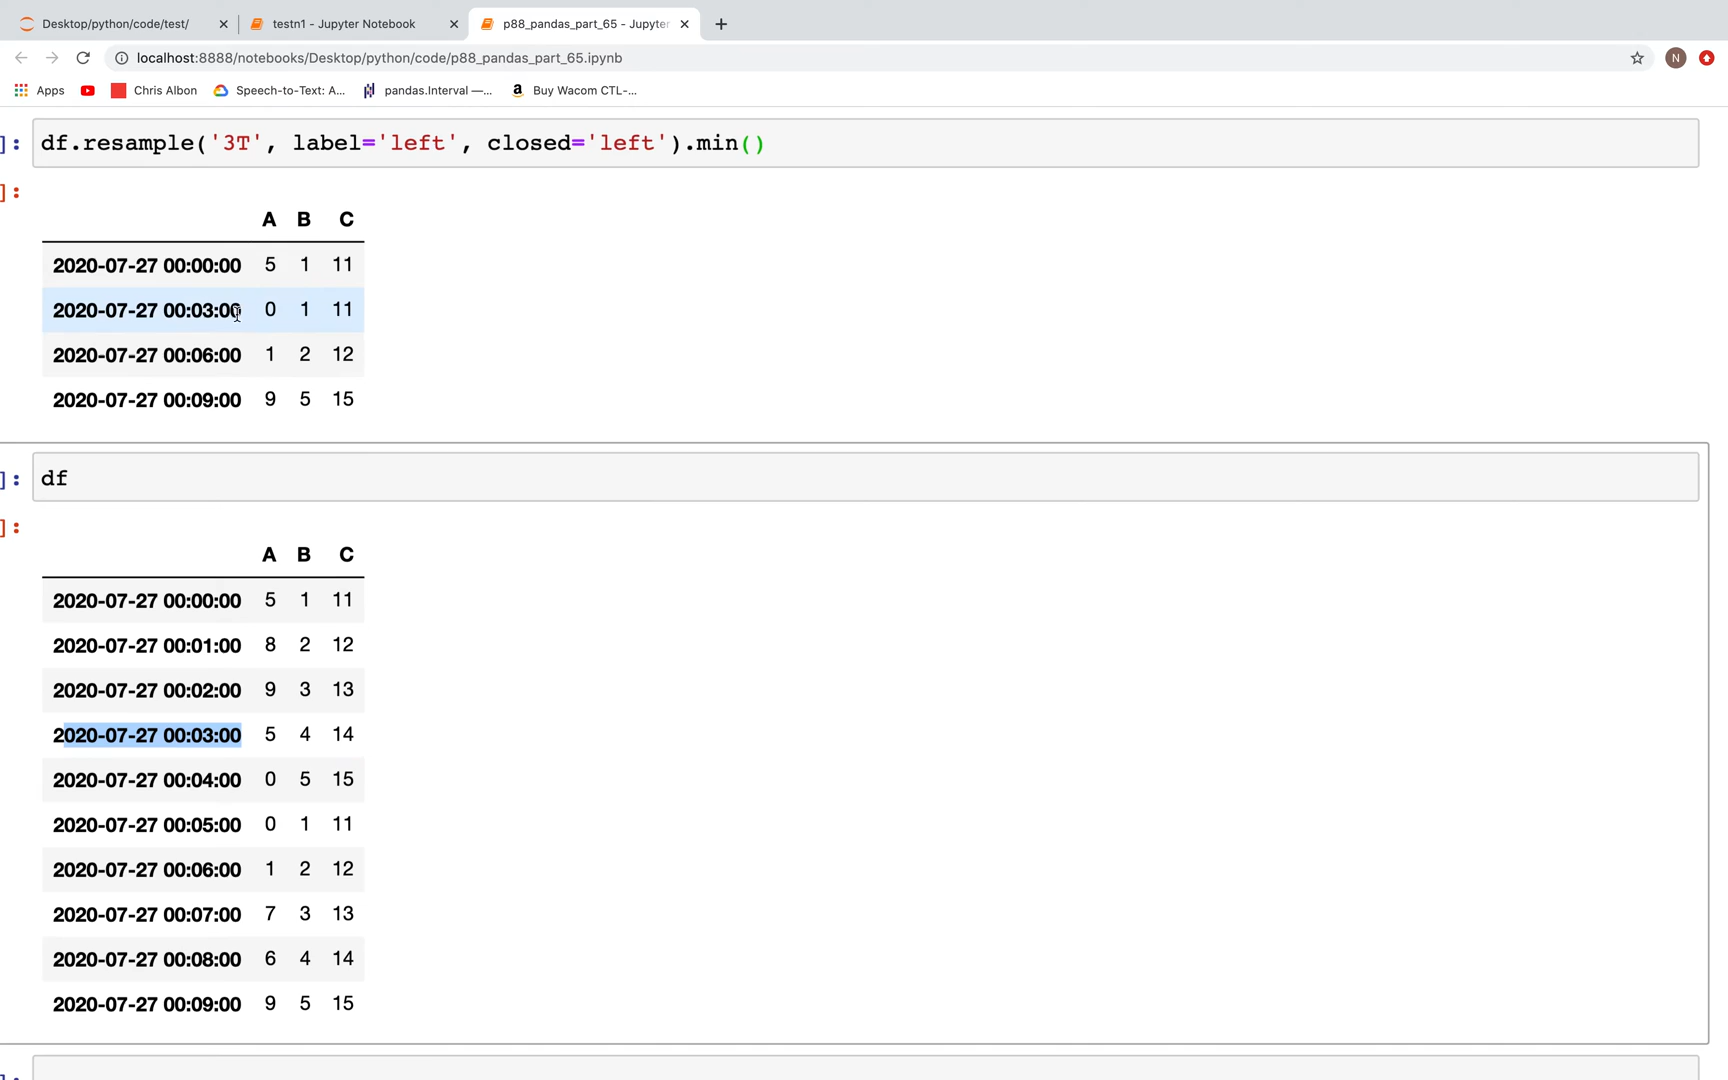 Desktop/python/code/test/ testn1 - Jupyter Notebook p88_pandas_part_65 - Jupyter
localhost:8888/notebooks/Desktop/python/code/p88_pandas_part_65.ipynb N
Apps Chris Albon Speech-to-Text: A... pandas.Interval —... Buy Wacom CTL-...
]: df.resample('3T', label='left', closed='left').min()
]:
A B C
2020-07-27 00:00:00 5 1 11
2020-07-27 00:03:00 0 1 11
2020-07-27 00:06:00 1 2 12
2020-07-27 00:09:00 9 5 15
]: df
]:
A B C
2020-07-27 00:00:00 5 1 11
2020-07-27 00:01:00 8 2 12
2020-07-27 00:02:00 9 3 13
2020-07-27 00:03:00 5 4 14
2020-07-27 00:04:00 0 5 15
2020-07-27 00:05:00 0 1 11
2020-07-27 00:06:00 1 2 12
2020-07-27 00:07:00 7 3 13
2020-07-27 00:08:00 6 4 14
2020-07-27 00:09:00 9 5 15
]: